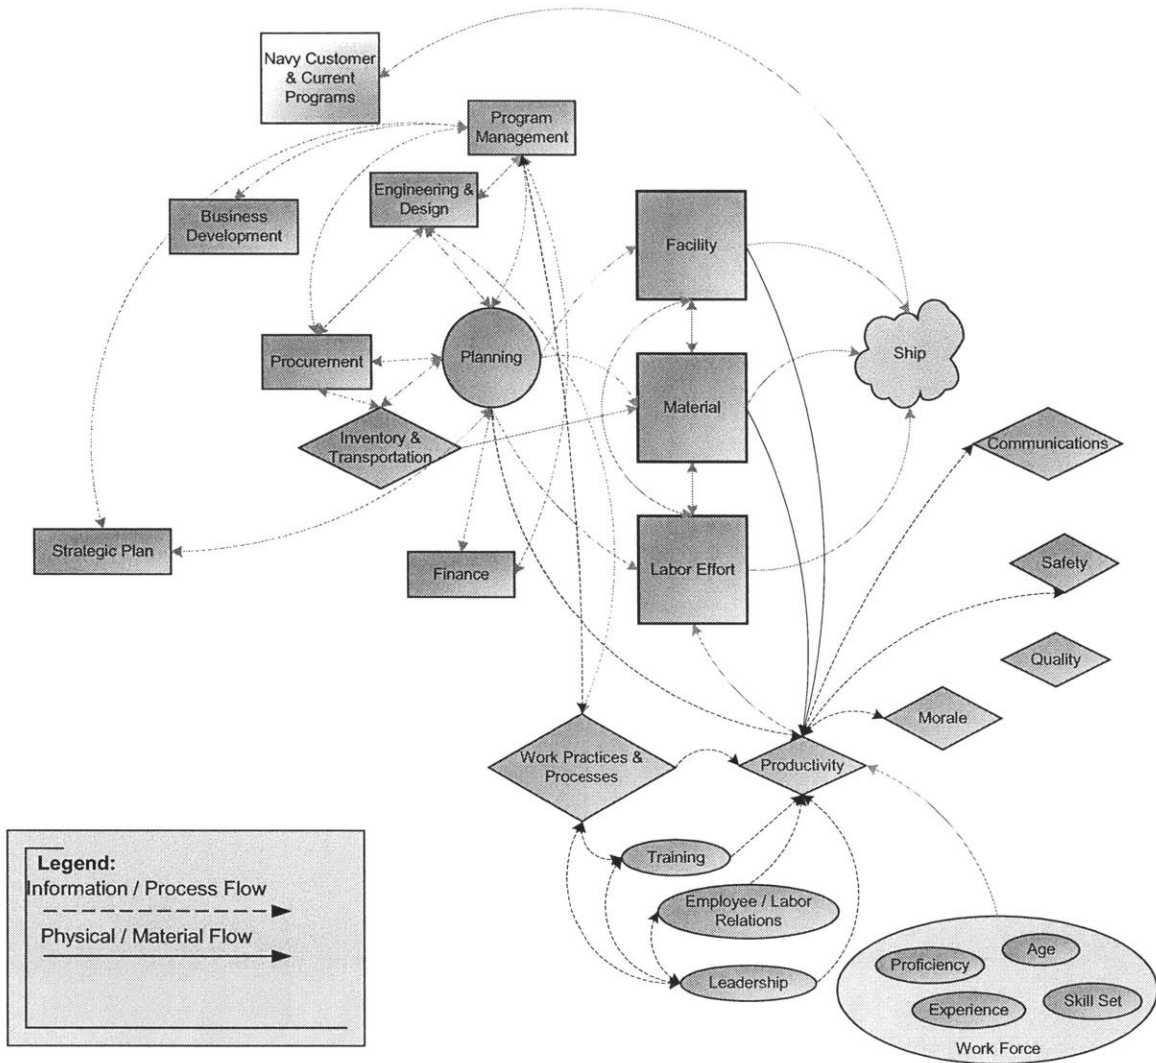 Navy Customer
& Current
Programs
Program
Management
Engineering &
Design
Business
Development
Facility
Procurement
Planning
Ship
Material
Inventory &
Transportation
Communications
Strategic Plan
Finance
Labor Effort
Safety
Quality
Morale
Work Practices &
Processes
Productivity
Legend:
Information / Process Flow
Physical / Material Flow
Training
Employee / Labor
Relations
Leadership
Proficiency
Age
Experience
Skill Set
Work Force